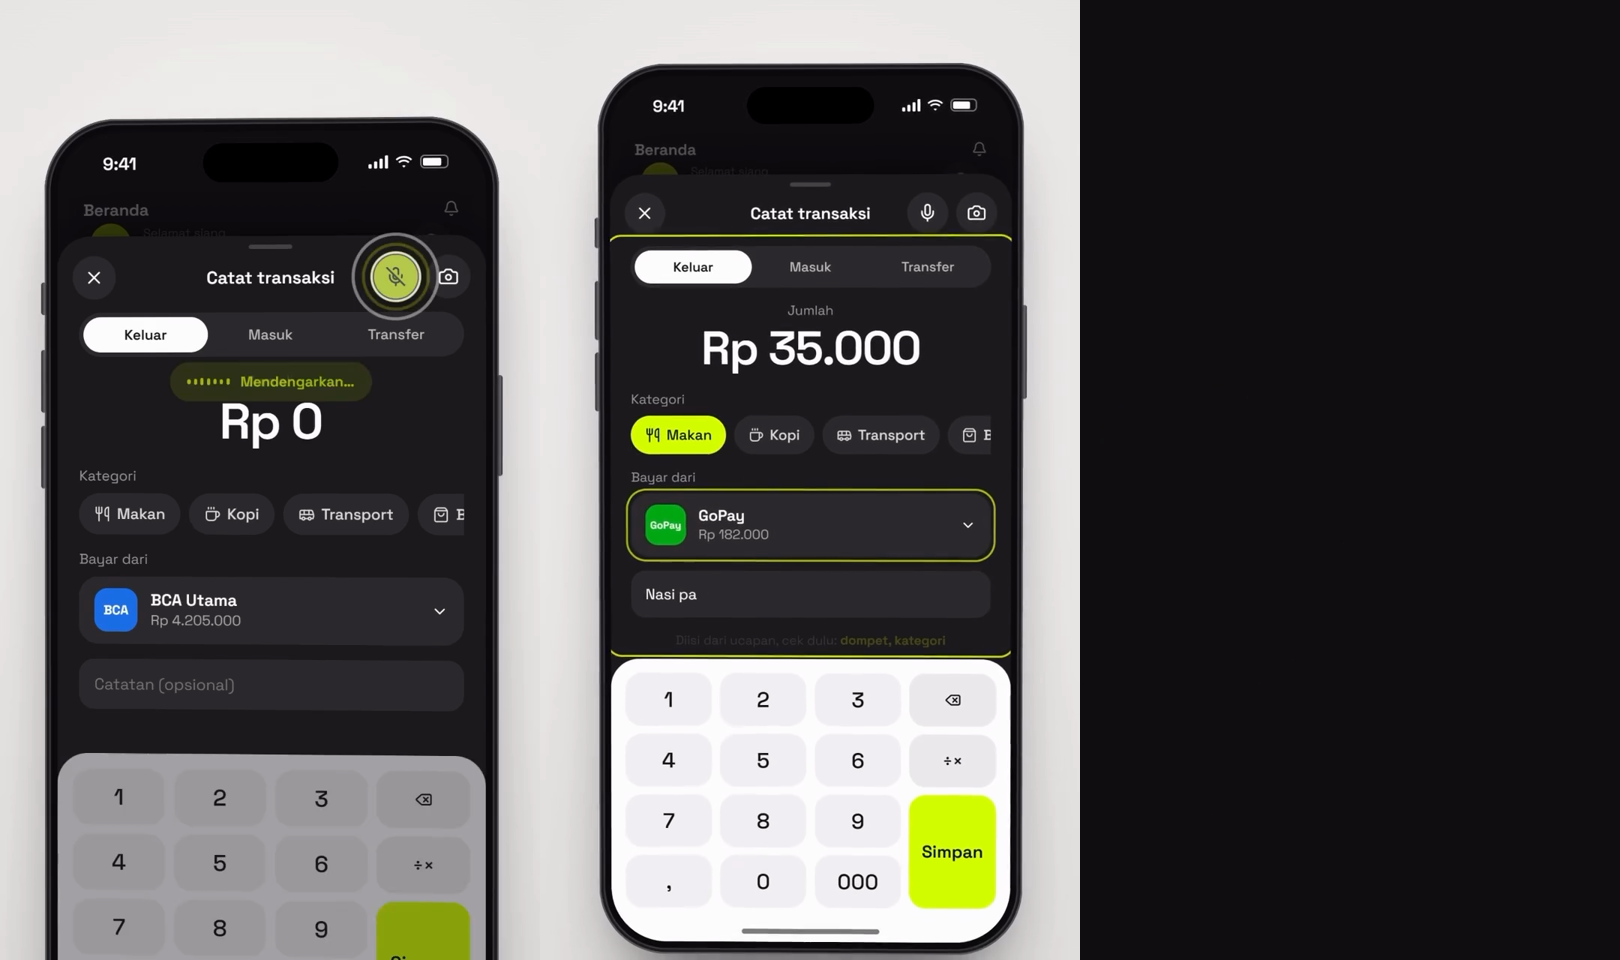 9:41
Beranda
Selamat siang
Catat transaksi
Keluar
Masuk
Transfer
Mendengarkan...
Rp 0
Kategori
Makan
Kopi
Transport
Bayar dari
BCA
BCA Utama
Rp 4.205.000
Catatan (opsional)
1
2
3
4
5
6
÷×
7
8
9
9:41
Beranda
Selamat siang
Catat transaksi
Keluar
Masuk
Transfer
Jumlah
Rp 35.000
Kategori
Makan
Kopi
Transport
Bayar dari
GoPay
GoPay
Rp 182.000
Nasi pa
Diisi dari ucapan, cek dulu: dompet, kategori
1
2
3
4
5
6
÷×
7
8
9
Simpan
,
0
000